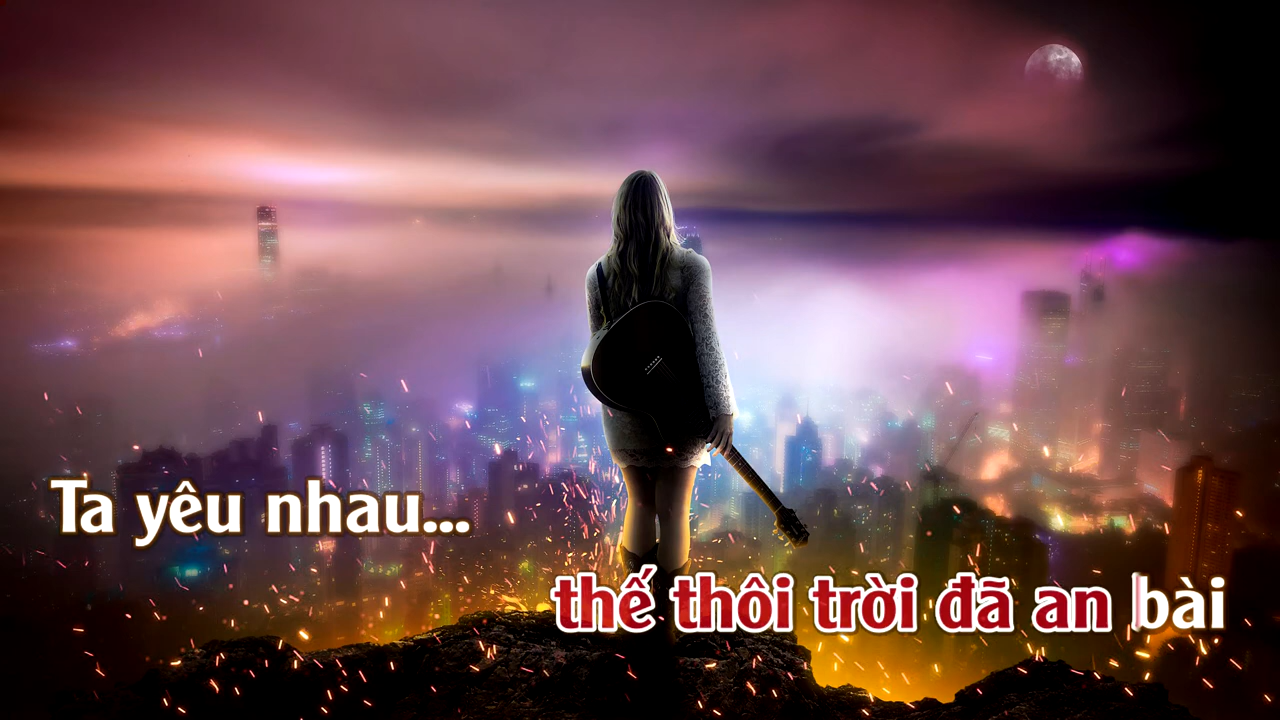 Ta yêu nhau...
thế thôi trời đã an bài